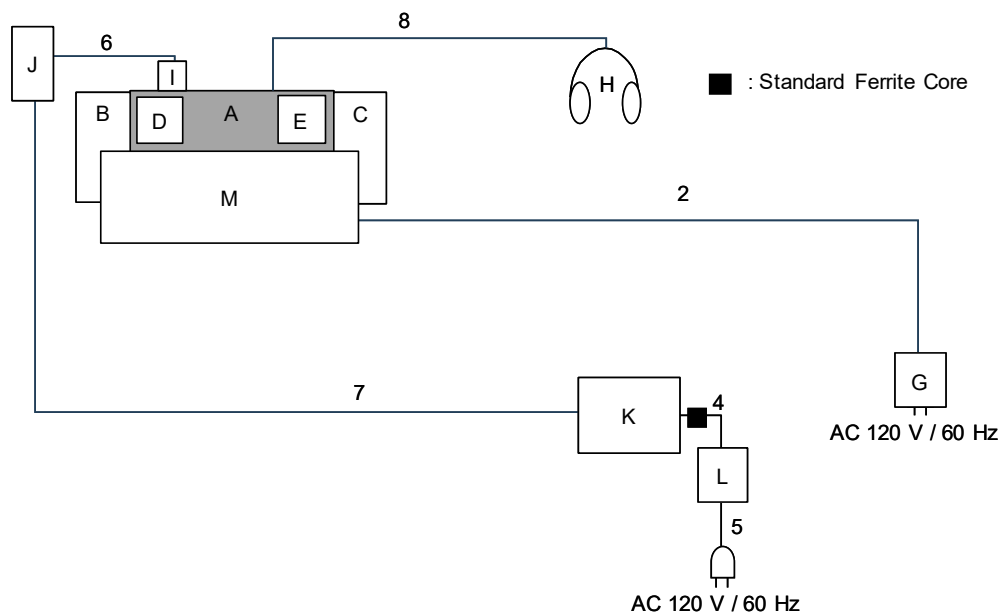 8
6
J
I
H
: Standard Ferrite Core
B
D
A
E
C
M
2
G
7
K
4
AC 120 V / 60 Hz
L
5
AC 120 V / 60 Hz